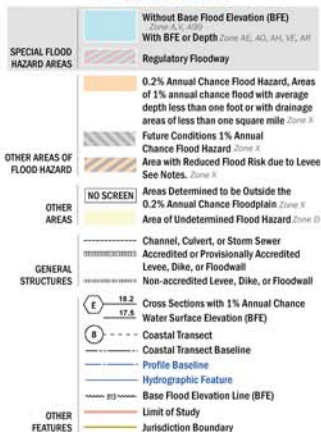 Without Base Flood Elevation (BFE)
Zone A,V, A99
With BFE or Depth Zone AE, AO, AH, VE, AR
SPECIAL FLOOD
HAZARD AREAS
Regulatory Floodway
0.2% Annual Chance Flood Hazard, Areas
of 1% annual chance flood with average
depth less than one foot or with drainage
areas of less than one square mile Zone X
Future Conditions 1% Annual
Chance Flood Hazard Zone X
OTHER AREAS OF
FLOOD HAZARD
Area with Reduced Flood Risk due to Levee
See Notes. Zone X
NO SCREEN
Areas Determined to be Outside the
0.2% Annual Chance Floodplain Zone X
OTHER
AREAS
Area of Undetermined Flood Hazard Zone D
Channel, Culvert, or Storm Sewer
GENERAL
STRUCTURES
Accredited or Provisionally Accredited
Levee, Dike, or Floodwall
Non-accredited Levee, Dike, or Floodwall
E 18.2 Cross Sections with 1% Annual Chance
17.5 Water Surface Elevation (BFE)
8 Coastal Transect
Coastal Transect Baseline
Profile Baseline
Hydrographic Feature
513 Base Flood Elevation Line (BFE)
OTHER
FEATURES
Limit of Study
Jurisdiction Boundary